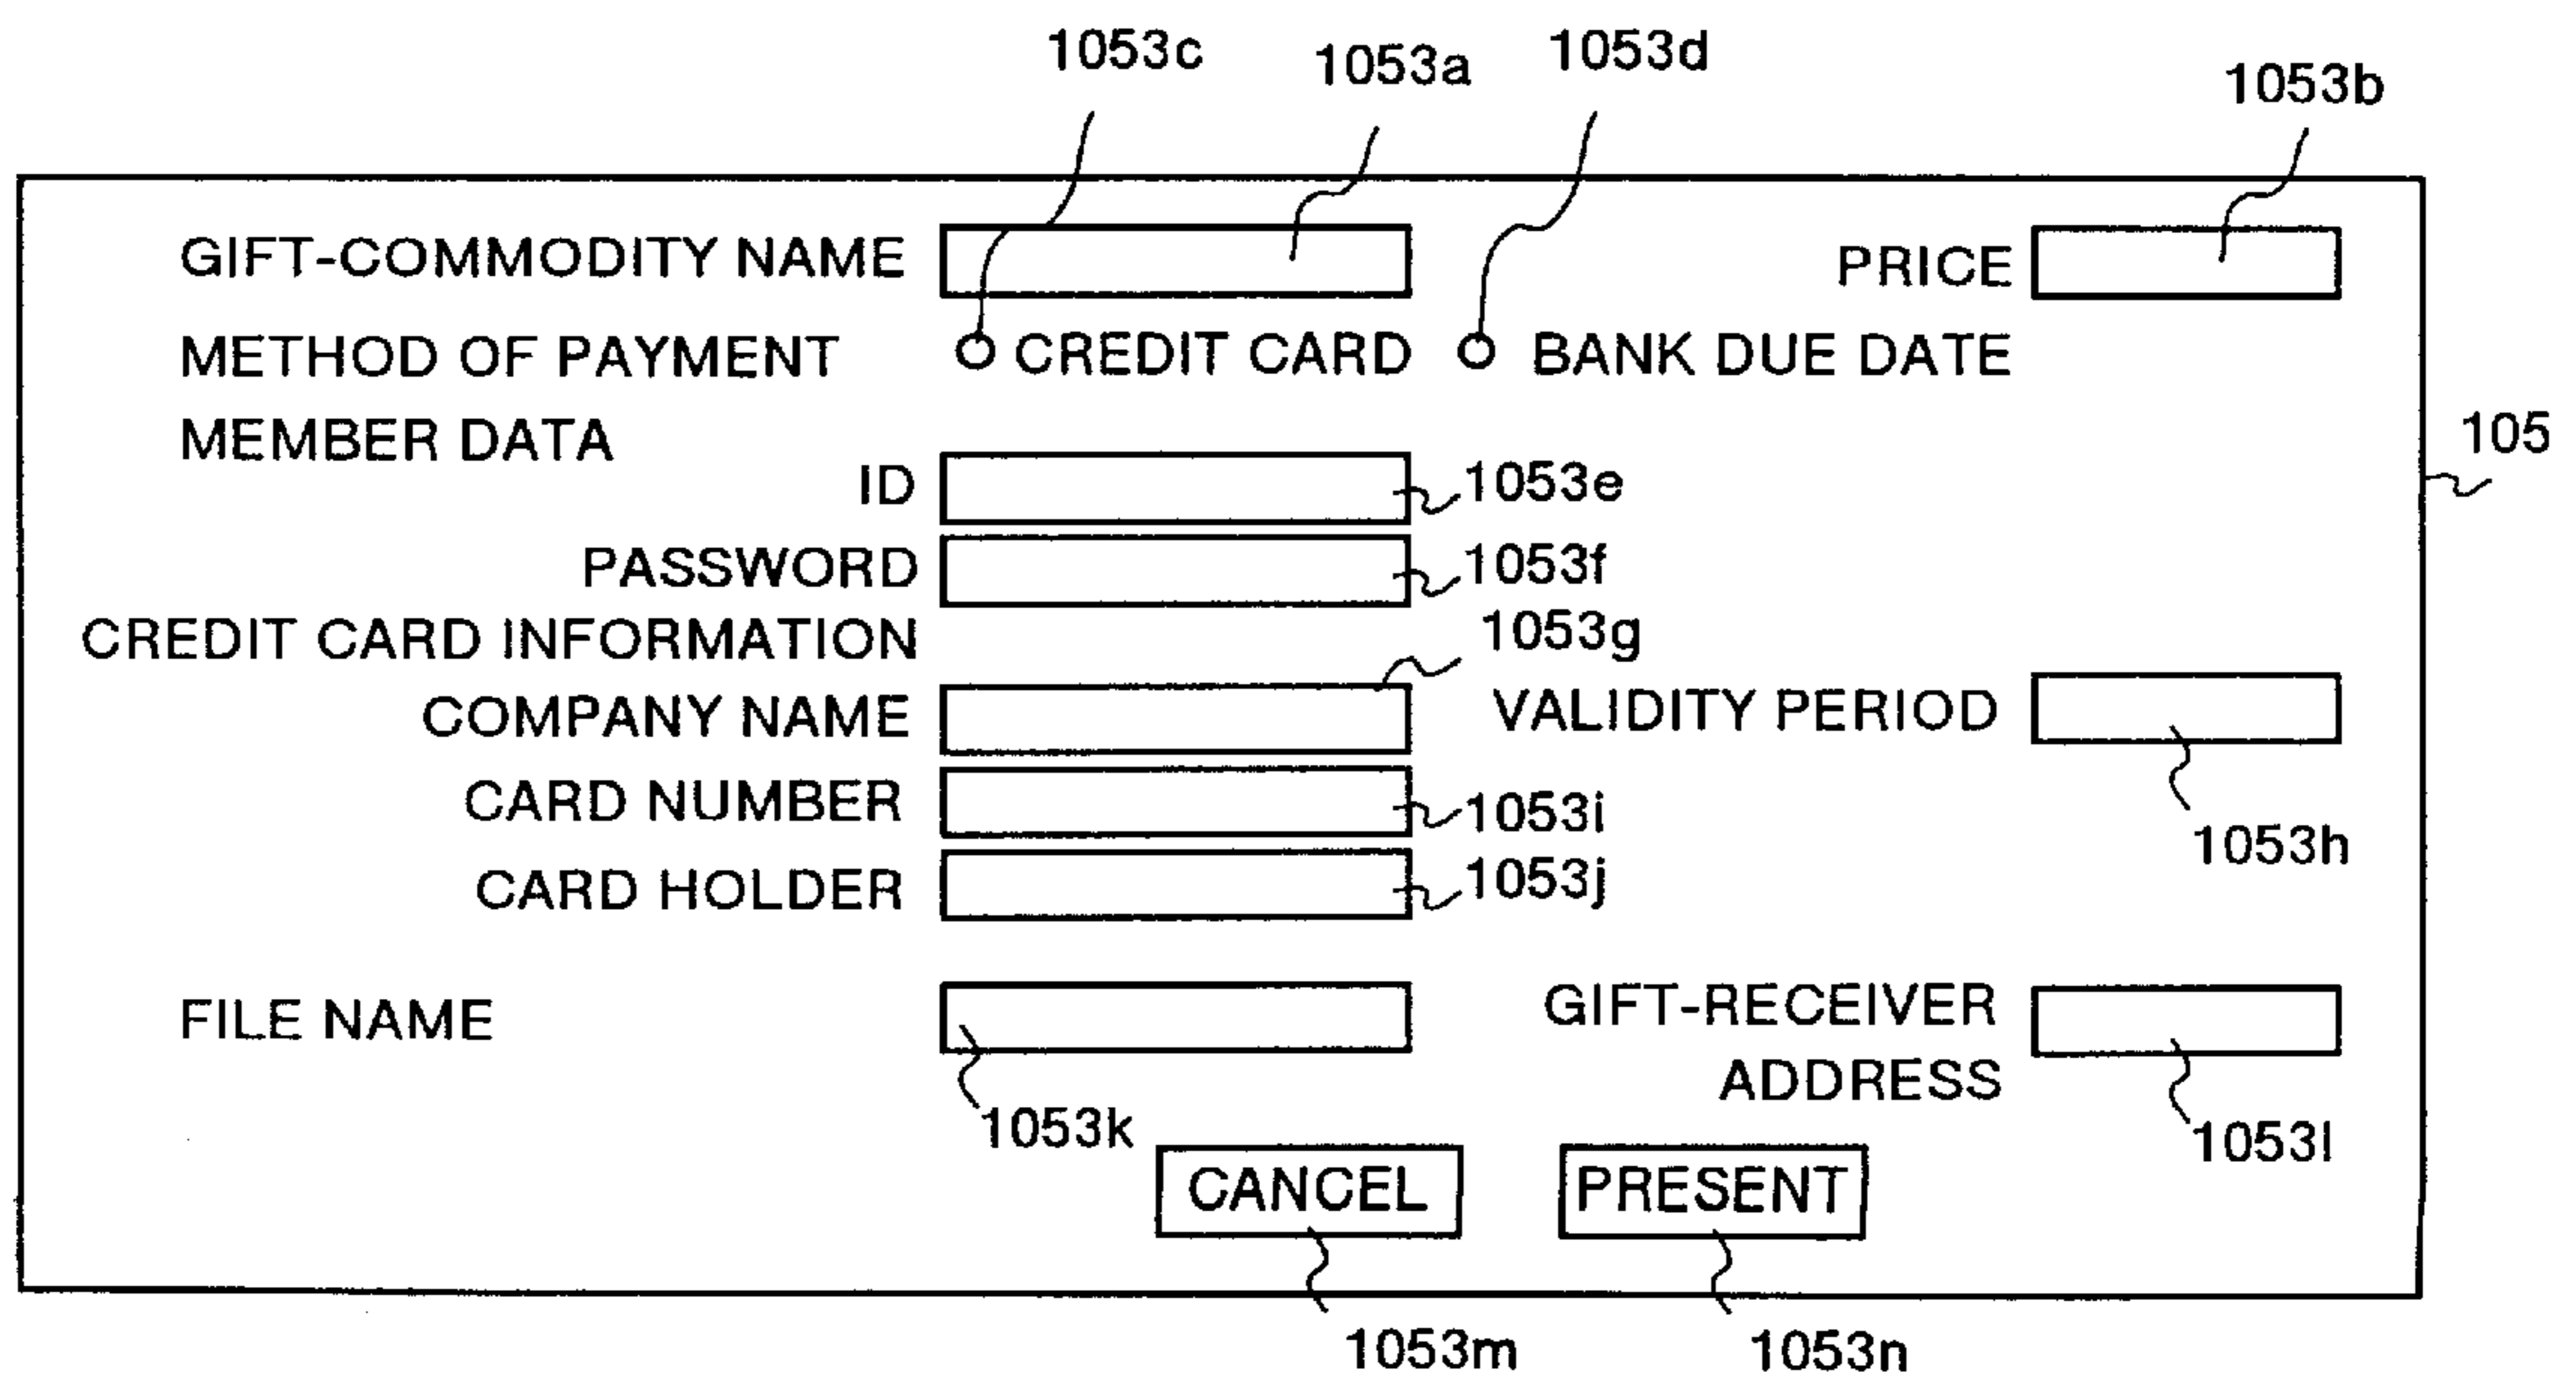 1053c 1053a 1053d 1053b
GIFT-COMMODITY NAME PRICE
METHOD OF PAYMENT CREDIT CARD BANK DUE DATE
MEMBER DATA 105
ID 1053e
PASSWORD 1053f
CREDIT CARD INFORMATION 1053g
COMPANY NAME VALIDITY PERIOD
CARD NUMBER 1053i
1053h
CARD HOLDER 1053j
FILE NAME GIFT-RECEIVER
ADDRESS
1053k 1053l
CANCEL PRESENT
1053m 1053n